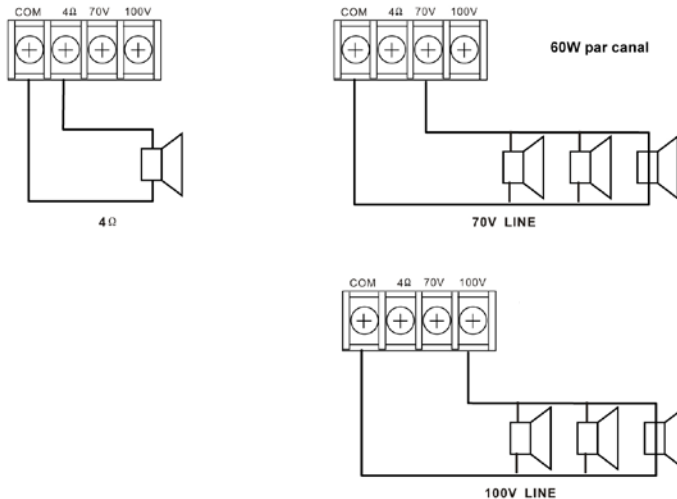 COM 4Ω 70V 100V
4Ω
COM 4Ω 70V 100V
60W par canal
70V LINE
COM 4Ω 70V 100V
100V LINE